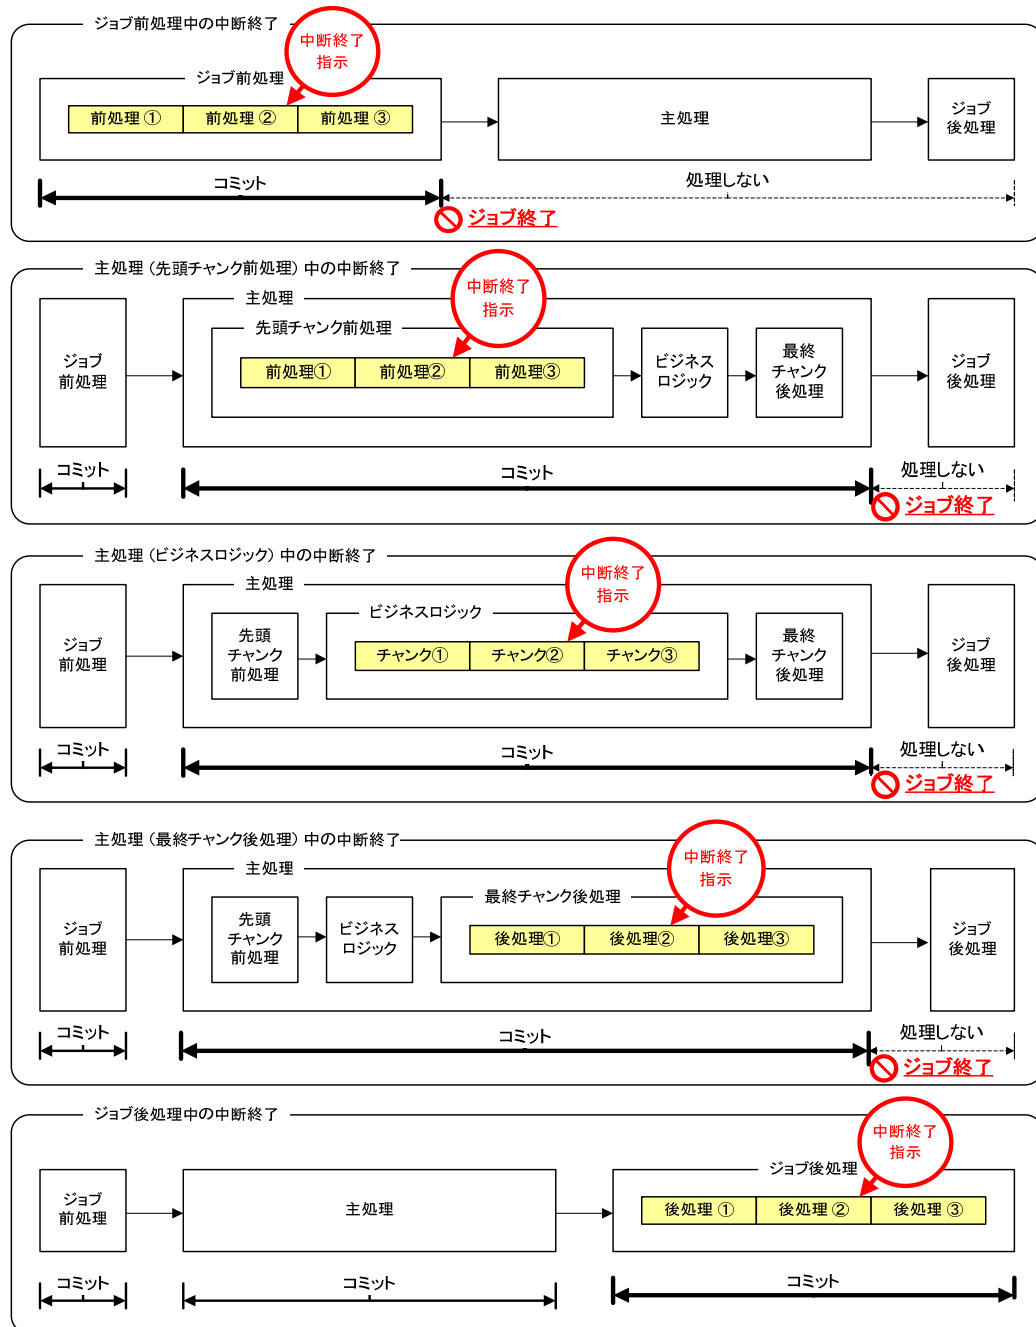 ジョブ前処理中の中断終了
中断終了
指示
ジョブ前処理
前処理 ①
前処理 ②
前処理 ③
主処理
ジョブ
後処理
コミット
処理しない
ジョブ終了
主処理 (先頭チャンク前処理) 中の中断終了
中断終了
指示
主処理
先頭チャンク前処理
ジョブ
前処理
前処理①
前処理②
前処理③
ビジネス
ロジック
最終
チャンク
後処理
ジョブ
後処理
コミット
コミット
処理しない
ジョブ終了
主処理 (ビジネスロジック) 中の中断終了
中断終了
指示
主処理
ビジネスロジック
ジョブ
前処理
先頭
チャンク
前処理
チャンク①
チャンク②
チャンク③
最終
チャンク
後処理
ジョブ
後処理
コミット
コミット
処理しない
ジョブ終了
主処理 (最終チャンク後処理) 中の中断終了
中断終了
指示
主処理
最終チャンク後処理
ジョブ
前処理
先頭
チャンク
前処理
ビジネス
ロジック
後処理①
後処理②
後処理③
ジョブ
後処理
コミット
コミット
処理しない
ジョブ終了
ジョブ後処理中の中断終了
中断終了
指示
ジョブ後処理
ジョブ
前処理
主処理
後処理 ①
後処理 ②
後処理 ③
コミット
コミット
コミット